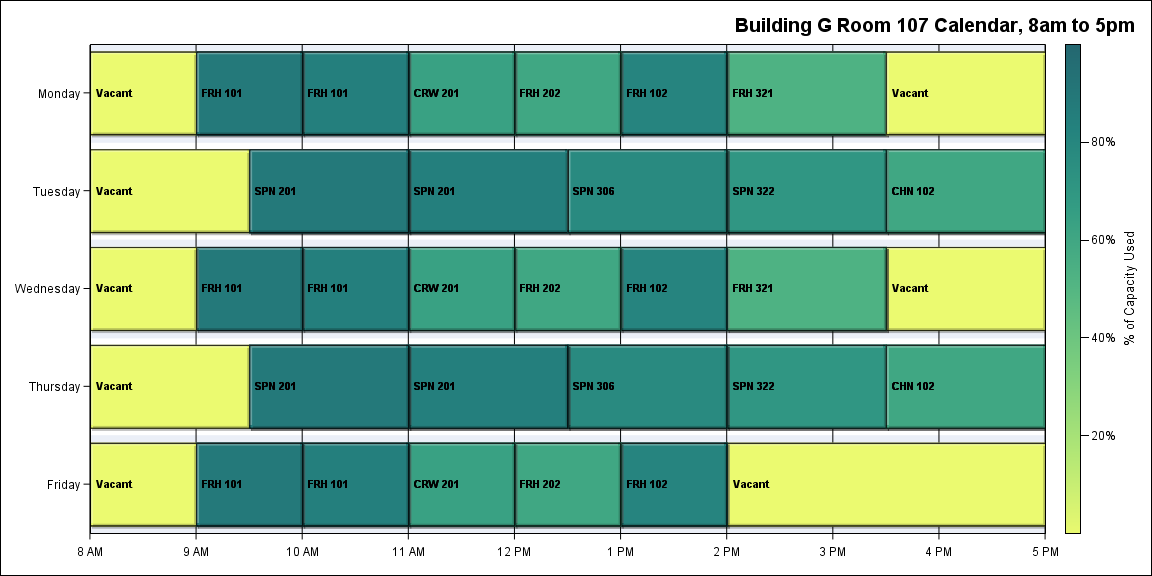 Building G Room 107 Calendar, 8am to 5pm
Monday
Vacant
FRH 101
FRH 101
CRW 201
FRH 202
FRH 102
FRH 321
Vacant
Tuesday
Vacant
SPN 201
SPN 201
SPN 306
SPN 322
CHN 102
Wednesday
Vacant
FRH 101
FRH 101
CRW 201
FRH 202
FRH 102
FRH 321
Vacant
Thursday
Vacant
SPN 201
SPN 201
SPN 306
SPN 322
CHN 102
Friday
Vacant
FRH 101
FRH 101
CRW 201
FRH 202
FRH 102
Vacant
8 AM
9 AM
10 AM
11 AM
12 PM
1 PM
2 PM
3 PM
4 PM
5 PM
80%
60%
40%
20%
% of Capacity Used